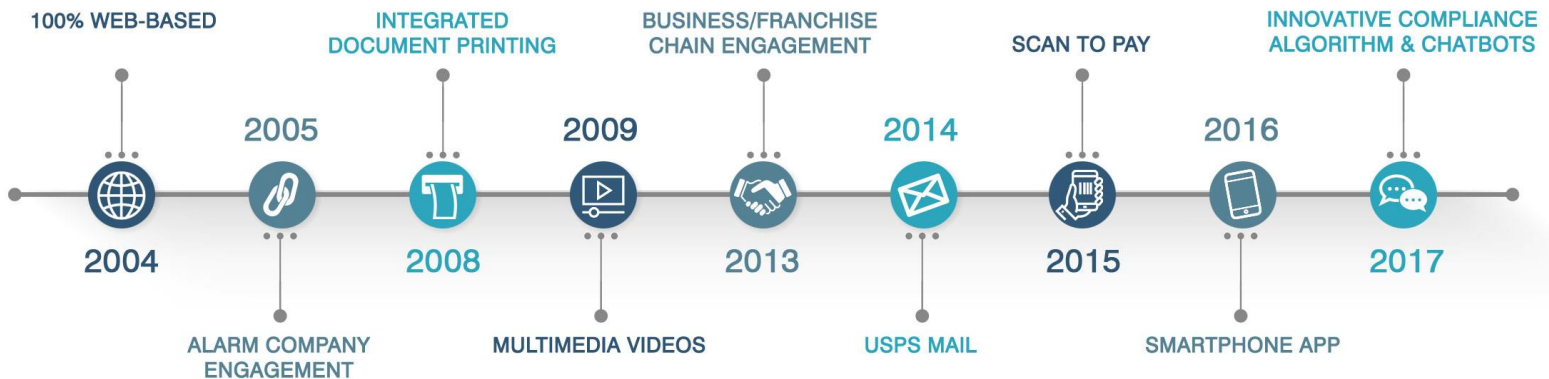 100% WEB-BASED
2004
2005
ALARM COMPANY
ENGAGEMENT
INTEGRATED
DOCUMENT PRINTING
2008
2009
MULTIMEDIA VIDEOS
BUSINESS/FRANCHISE
CHAIN ENGAGEMENT
2013
2014
USPS MAIL
SCAN TO PAY
2015
2016
SMARTPHONE APP
INNOVATIVE COMPLIANCE
ALGORITHM & CHATBOTS
2017